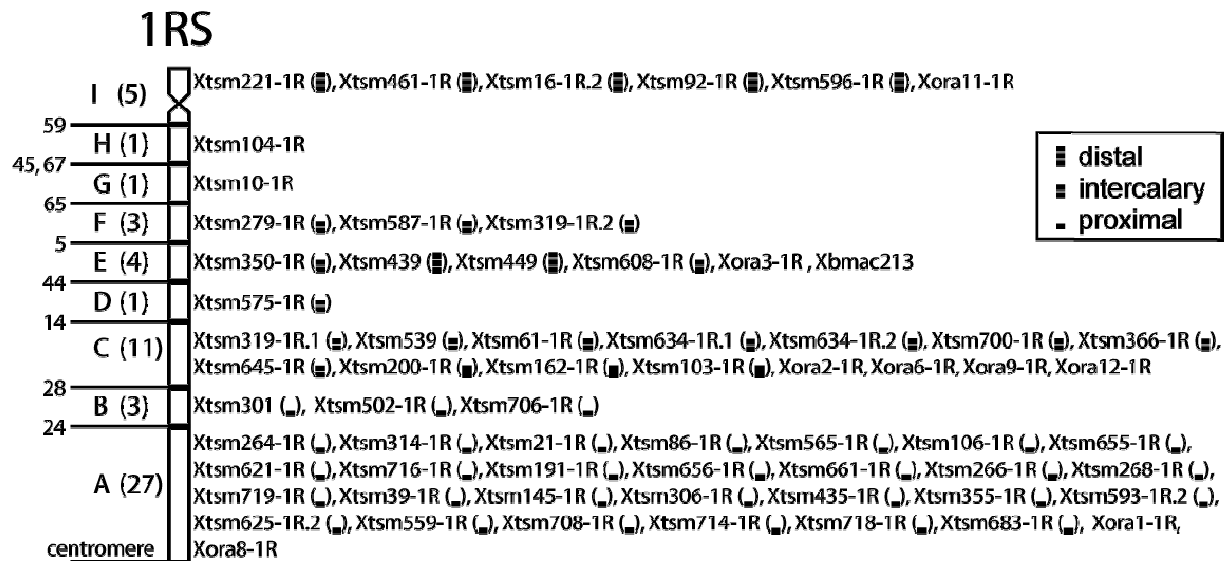 1RS
I (5) Xtsm221-1R (), Xtsm461-1R (), Xtsm16-1R.2 (), Xtsm92-1R (), Xtsm596-1R (), Xora11-1R
59
H (1) Xtsm104-1R
45, 67
G (1) Xtsm10-1R
65
F (3) Xtsm279-1R (), Xtsm587-1R (), Xtsm319-1R.2 ()
5
E (4) Xtsm350-1R (), Xtsm439 (), Xtsm449 (), Xtsm608-1R (), Xora3-1R , Xbmac213
44
D (1) Xtsm575-1R ()
14
C (11) Xtsm319-1R.1 (), Xtsm539 (), Xtsm61-1R (), Xtsm634-1R.1 (), Xtsm634-1R.2 (), Xtsm700-1R (), Xtsm366-1R (),
Xtsm645-1R (), Xtsm200-1R (), Xtsm162-1R (), Xtsm103-1R (), Xora2-1R, Xora6-1R, Xora9-1R, Xora12-1R
28
B (3) Xtsm301 (), Xtsm502-1R (), Xtsm706-1R ()
24
A (27) Xtsm264-1R (), Xtsm314-1R (), Xtsm21-1R (), Xtsm86-1R (), Xtsm565-1R (), Xtsm106-1R (), Xtsm655-1R (),
Xtsm621-1R (), Xtsm716-1R (), Xtsm191-1R (), Xtsm656-1R (), Xtsm661-1R (), Xtsm266-1R (), Xtsm268-1R (),
Xtsm719-1R (), Xtsm39-1R (), Xtsm145-1R (), Xtsm306-1R (), Xtsm435-1R (), Xtsm355-1R (), Xtsm593-1R.2 (),
Xtsm625-1R.2 (), Xtsm559-1R (), Xtsm708-1R (), Xtsm714-1R (), Xtsm718-1R (), Xtsm683-1R (), Xora1-1R,
centromere Xora8-1R
distal
intercalary
proximal